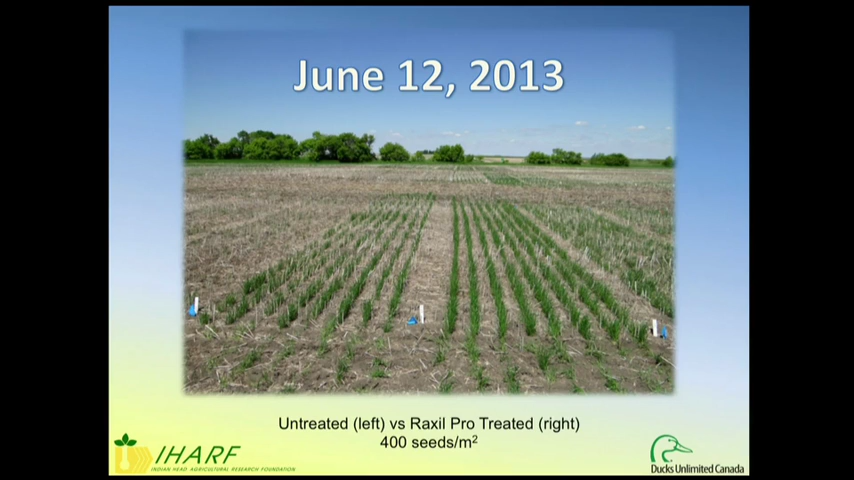 June 12, 2013
Untreated (left) vs Raxil Pro Treated (right)
400 seeds/m²
IHARF
INDIAN HEAD AGRICULTURAL RESEARCH FOUNDATION
Ducks Unlimited Canada